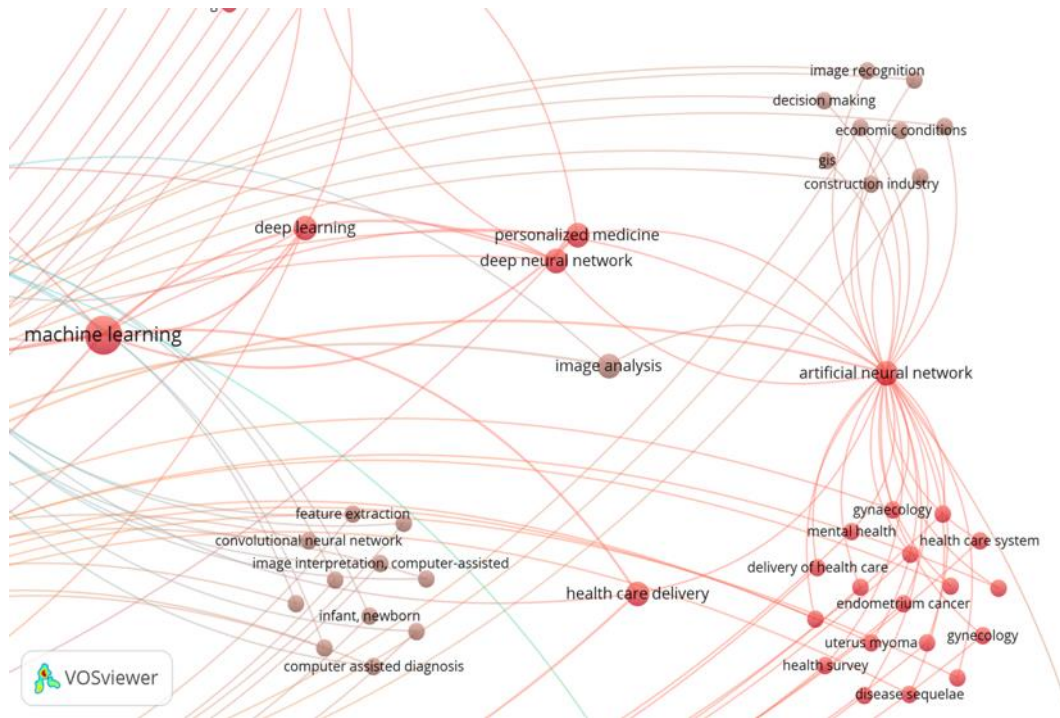 g
image recognition
decision making
economic conditions
gis
construction industry
deep learning
personalized medicine
deep neural network
machine learning
image analysis
artificial neural network
feature extraction
convolutional neural network
image interpretation, computer-assisted
infant, newborn
computer assisted diagnosis
health care delivery
gynaecology
mental health
health care system
delivery of health care
endometrium cancer
uterus myoma
gynecology
health survey
disease sequelae
VOSviewer